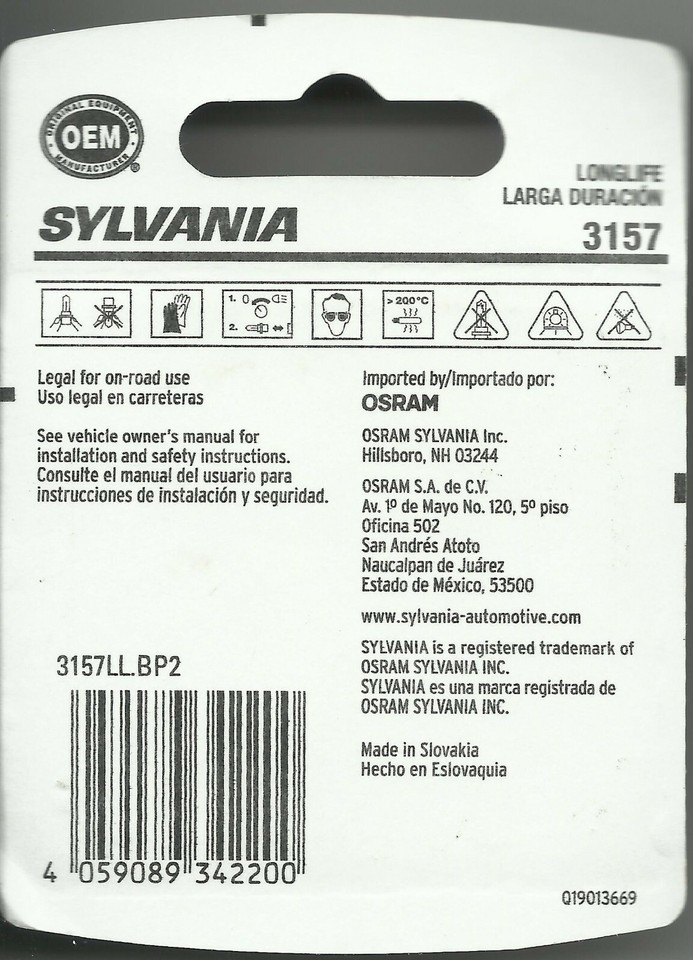 ORIGINAL EQUIPMENT
OEM
MANUFACTURER ®
LONGLIFE
LARGA DURACIÓN
SYLVANIA
3157
1. 0
2.
> 200°C
Legal for on-road use
Uso legal en carreteras
See vehicle owner's manual for
installation and safety instructions.
Consulte el manual del usuario para
instrucciones de instalación y seguridad.
Imported by/Importado por:
OSRAM
OSRAM SYLVANIA Inc.
Hillsboro, NH 03244
OSRAM S.A. de C.V.
Av. 1º de Mayo No. 120, 5º piso
Oficina 502
San Andrés Atoto
Naucalpan de Juárez
Estado de México, 53500
www.sylvania-automotive.com
SYLVANIA is a registered trademark of
OSRAM SYLVANIA INC.
SYLVANIA es una marca registrada de
OSRAM SYLVANIA INC.
Made in Slovakia
Hecho en Eslovaquia
3157LL.BP2
4 059089 342200
Q19013669